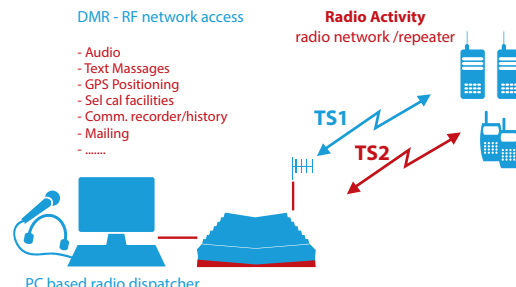 DMR - RF network access
- Audio
- Text Massages
- GPS Positioning
- Sel cal facilities
- Comm. recorder/history
- Mailing
- .......
Radio Activity
radio network /repeater
TS1
TS2
PC based radio dispatcher